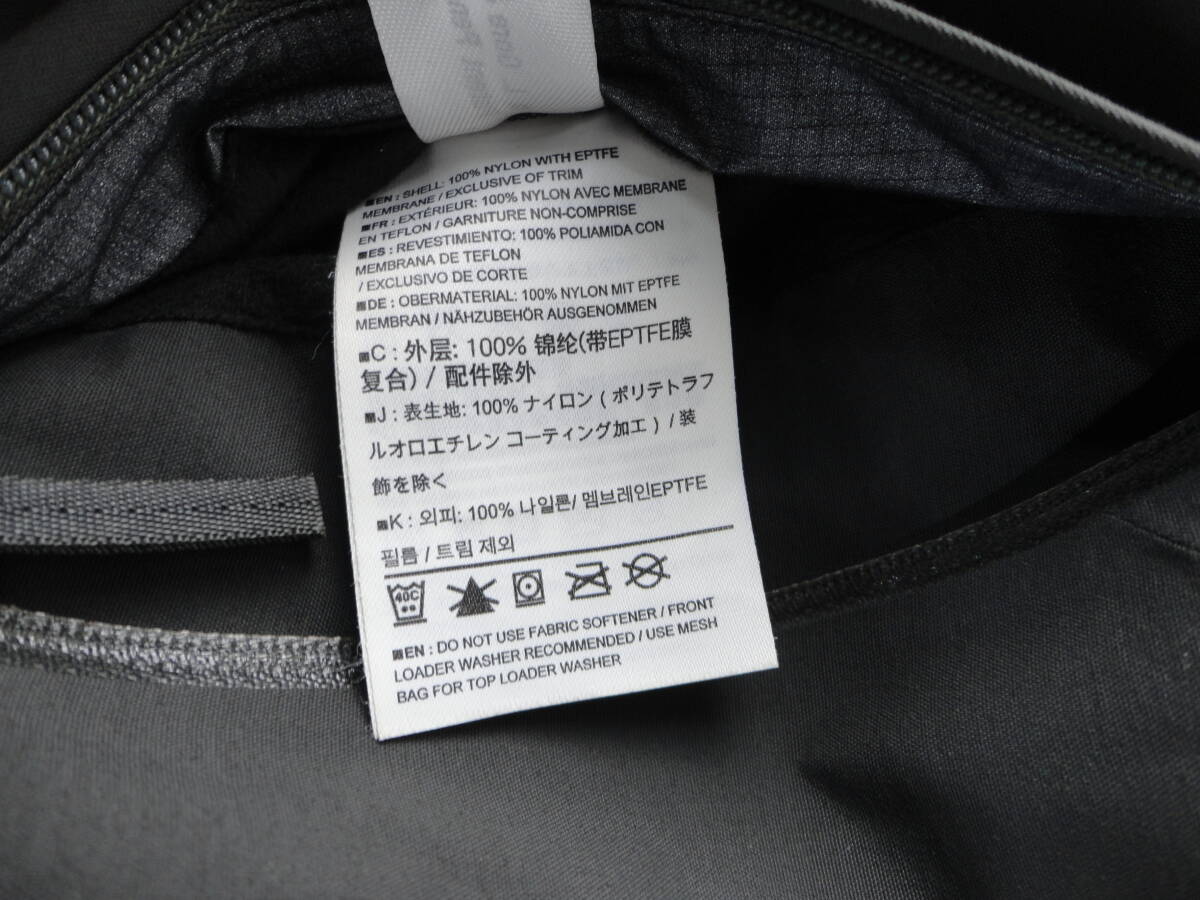 ■EN : SHELL: 100% NYLON WITH EPTFE
MEMBRANE / EXCLUSIVE OF TRIM
■FR : EXTÉRIEUR: 100% NYLON AVEC MEMBRANE
EN TEFLON / GARNITURE NON-COMPRISE
■ES : REVESTIMIENTO: 100% POLIAMIDA CON
MEMBRANA DE TEFLON
/ EXCLUSIVO DE CORTE
■DE : OBERMATERIAL: 100% NYLON MIT EPTFE
MEMBRAN / NÄHZUBEHÖR AUSGENOMMEN
■C : 外层: 100% 锦纶(带EPTFE膜
复合) / 配件除外
■J : 表生地: 100% ナイロン ( ポリテトラフ
ルオロエチレン コーティング加工 ) / 装
飾を除く
■K : 외피: 100% 나일론/ 멤브레인EPTFE
필름 / 트림 제외
40C
■EN : DO NOT USE FABRIC SOFTENER / FRONT
LOADER WASHER RECOMMENDED / USE MESH
BAG FOR TOP LOADER WASHER